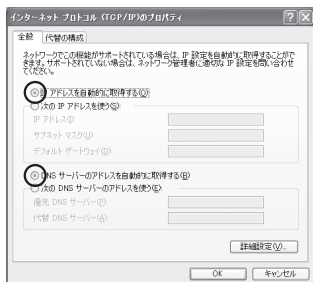 インターネット プロトコル (TCP/IP)のプロパティ
全般 代替の構成
ネットワークでこの機能がサポートされている場合は、IP 設定を自動的に取得することがで
きます。サポートされていない場合は、ネットワーク管理者に適切な IP 設定を問い合わせ
てください。
IP アドレスを自動的に取得する(O)
次の IP アドレスを使う(S):
IP アドレス(I):
サブネット マスク(U):
デフォルト ゲートウェイ(D):
DNS サーバーのアドレスを自動的に取得する(B)
次の DNS サーバーのアドレスを使う(E):
優先 DNS サーバー(P):
代替 DNS サーバー(A):
詳細設定(V)...
OK キャンセル